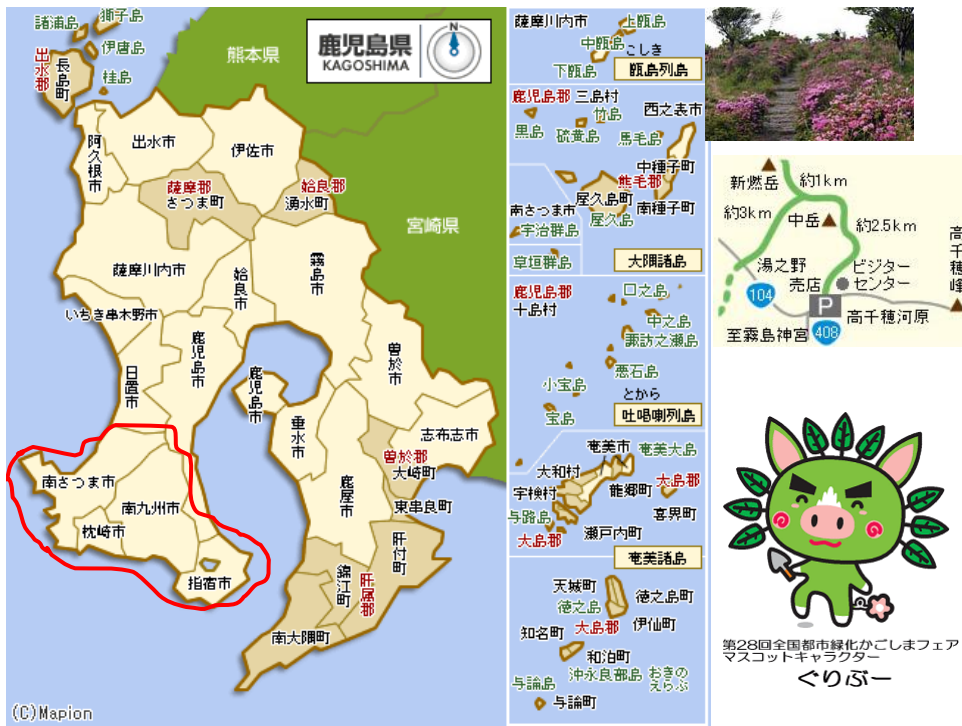 鹿児島県
KAGOSHIMA
N
熊本県
宮崎県
諸浦島
獅子島
伊唐島
桂島
出水郡
長島町
阿久根市
出水市
伊佐市
薩摩郡
さつま町
姶良郡
湧水町
薩摩川内市
姶良市
霧島市
いちき串木野市
鹿児島市
日置市
鹿児島市
曽於市
垂水市
志布志市
曽於郡
大崎町
東串良町
鹿屋市
南さつま市
南九州市
枕崎市
指宿市
肝付町
錦江町
肝属郡
南大隅町
(C)Mapion
薩摩川内市
上甑島
中甑島
こしき
下甑島
甑島列島
鹿児島郡
三島村
竹島
黒島
硫黄島
馬毛島
西之表市
中種子町
熊毛郡
屋久島町
屋久島
南種子町
南さつま市
宇治群島
草垣群島
大隅諸島
鹿児島郡
十島村
口之島
中之島
諏訪之瀬島
悪石島
小宝島
宝島
とから
吐噶喇列島
奄美市
奄美大島
大和村
宇検村
龍郷町
大島郡
喜界町
与路島
大島郡
瀬戸内町
奄美諸島
天城町
徳之島
徳之島町
大島郡
伊仙町
知名町
和泊町
沖永良部島
おきの
えらぶ
与論島
与論町
新燃岳
約1km
約3km
中岳
約2.5km
高千穂峰
湯之野
売店
ビジター
センター
104
P
高千穂河原
至霧島神宮
408
第28回全国都市緑化かごしまフェア
マスコットキャラクター
ぐりぶー